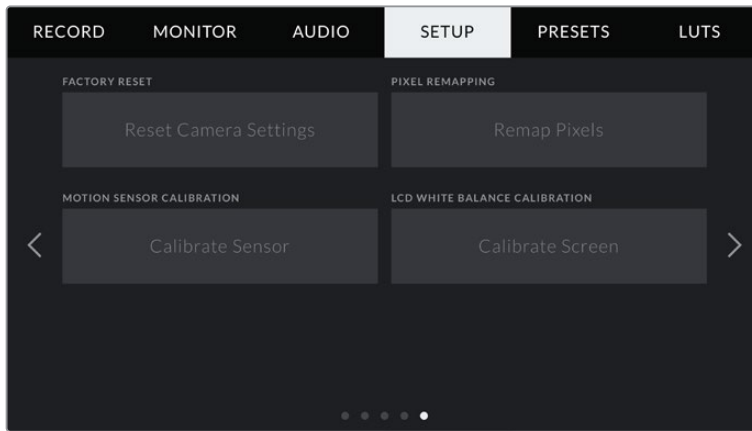 RECORD MONITOR AUDIO SETUP PRESETS LUTS
FACTORY RESET PIXEL REMAPPING
Reset Camera Settings Remap Pixels
MOTION SENSOR CALIBRATION LCD WHITE BALANCE CALIBRATION
Calibrate Sensor Calibrate Screen